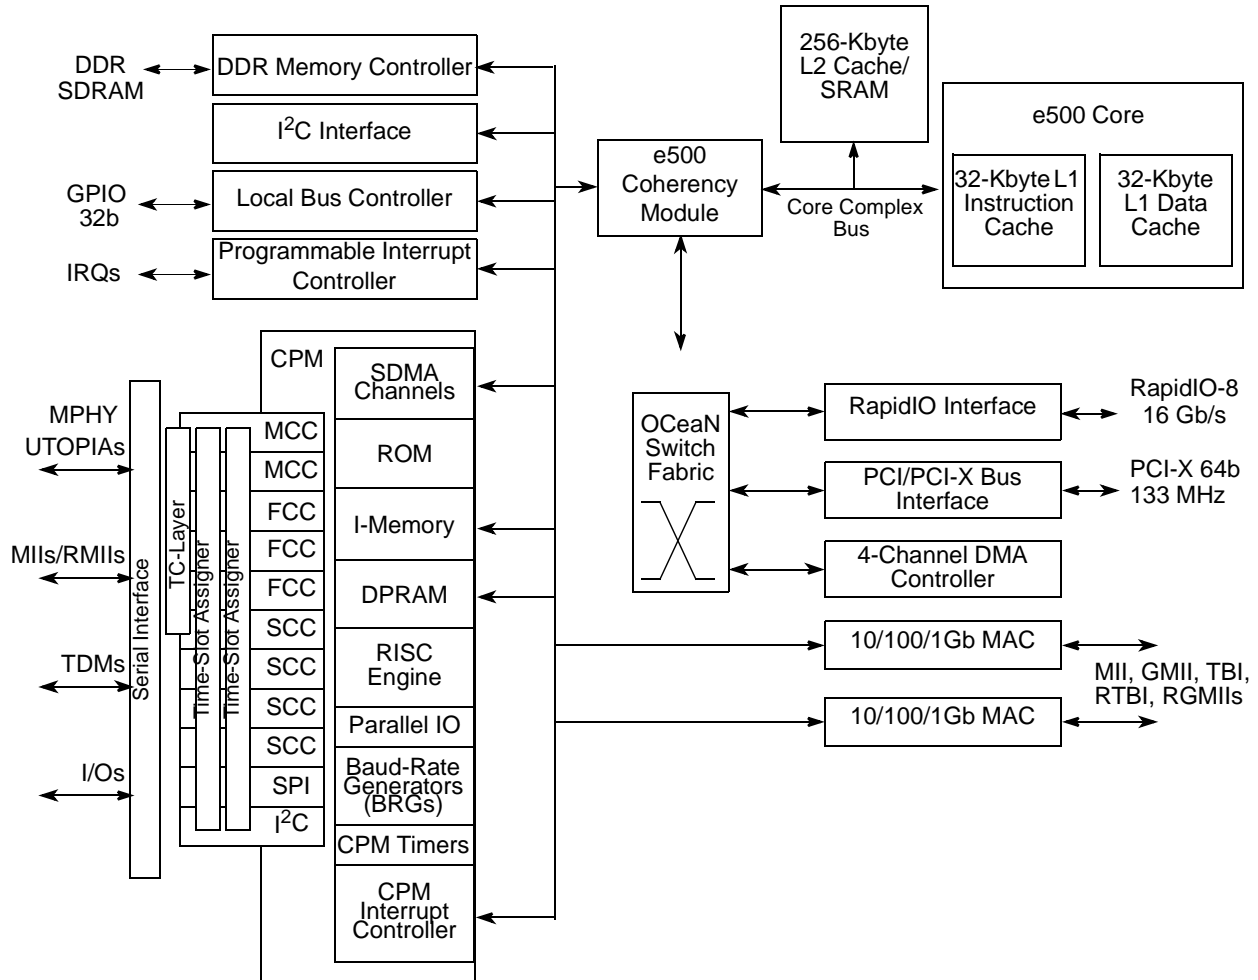 DDR
SDRAM
DDR Memory Controller
I2C Interface
GPIO
32b
Local Bus Controller
IRQs
Programmable Interrupt
Controller
256-Kbyte
L2 Cache/
SRAM
e500
Coherency
Module
Core Complex
Bus
e500 Core
32-Kbyte L1
Instruction
Cache
32-Kbyte
L1 Data
Cache
CPM
SDMA
Channels
ROM
I-Memory
DPRAM
RISC
Engine
Parallel IO
Baud-Rate
Generators
(BRGs)
CPM Timers
CPM
Interrupt
Controller
MPHY
UTOPIAs
MIIs/RMIIs
TDMs
I/Os
Serial Interface
TC-Layer
Time-Slot Assigner
Time-Slot Assigner
MCC
MCC
FCC
FCC
FCC
SCC
SCC
SCC
SCC
SPI
I2C
OCeaN
Switch
Fabric
RapidIO Interface
RapidIO-8
16 Gb/s
PCI/PCI-X Bus
Interface
PCI-X 64b
133 MHz
4-Channel DMA
Controller
10/100/1Gb MAC
10/100/1Gb MAC
MII, GMII, TBI,
RTBI, RGMIIs